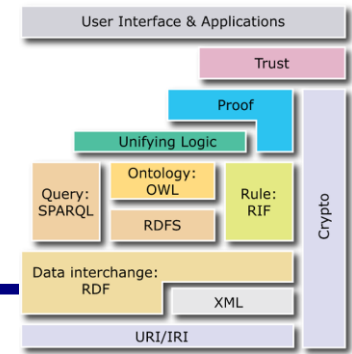 User Interface & Applications
Trust
Proof
Unifying Logic
Query:
SPARQL
Ontology:
OWL
RDFS
Rule:
RIF
Crypto
Data interchange:
RDF
XML
URI/IRI